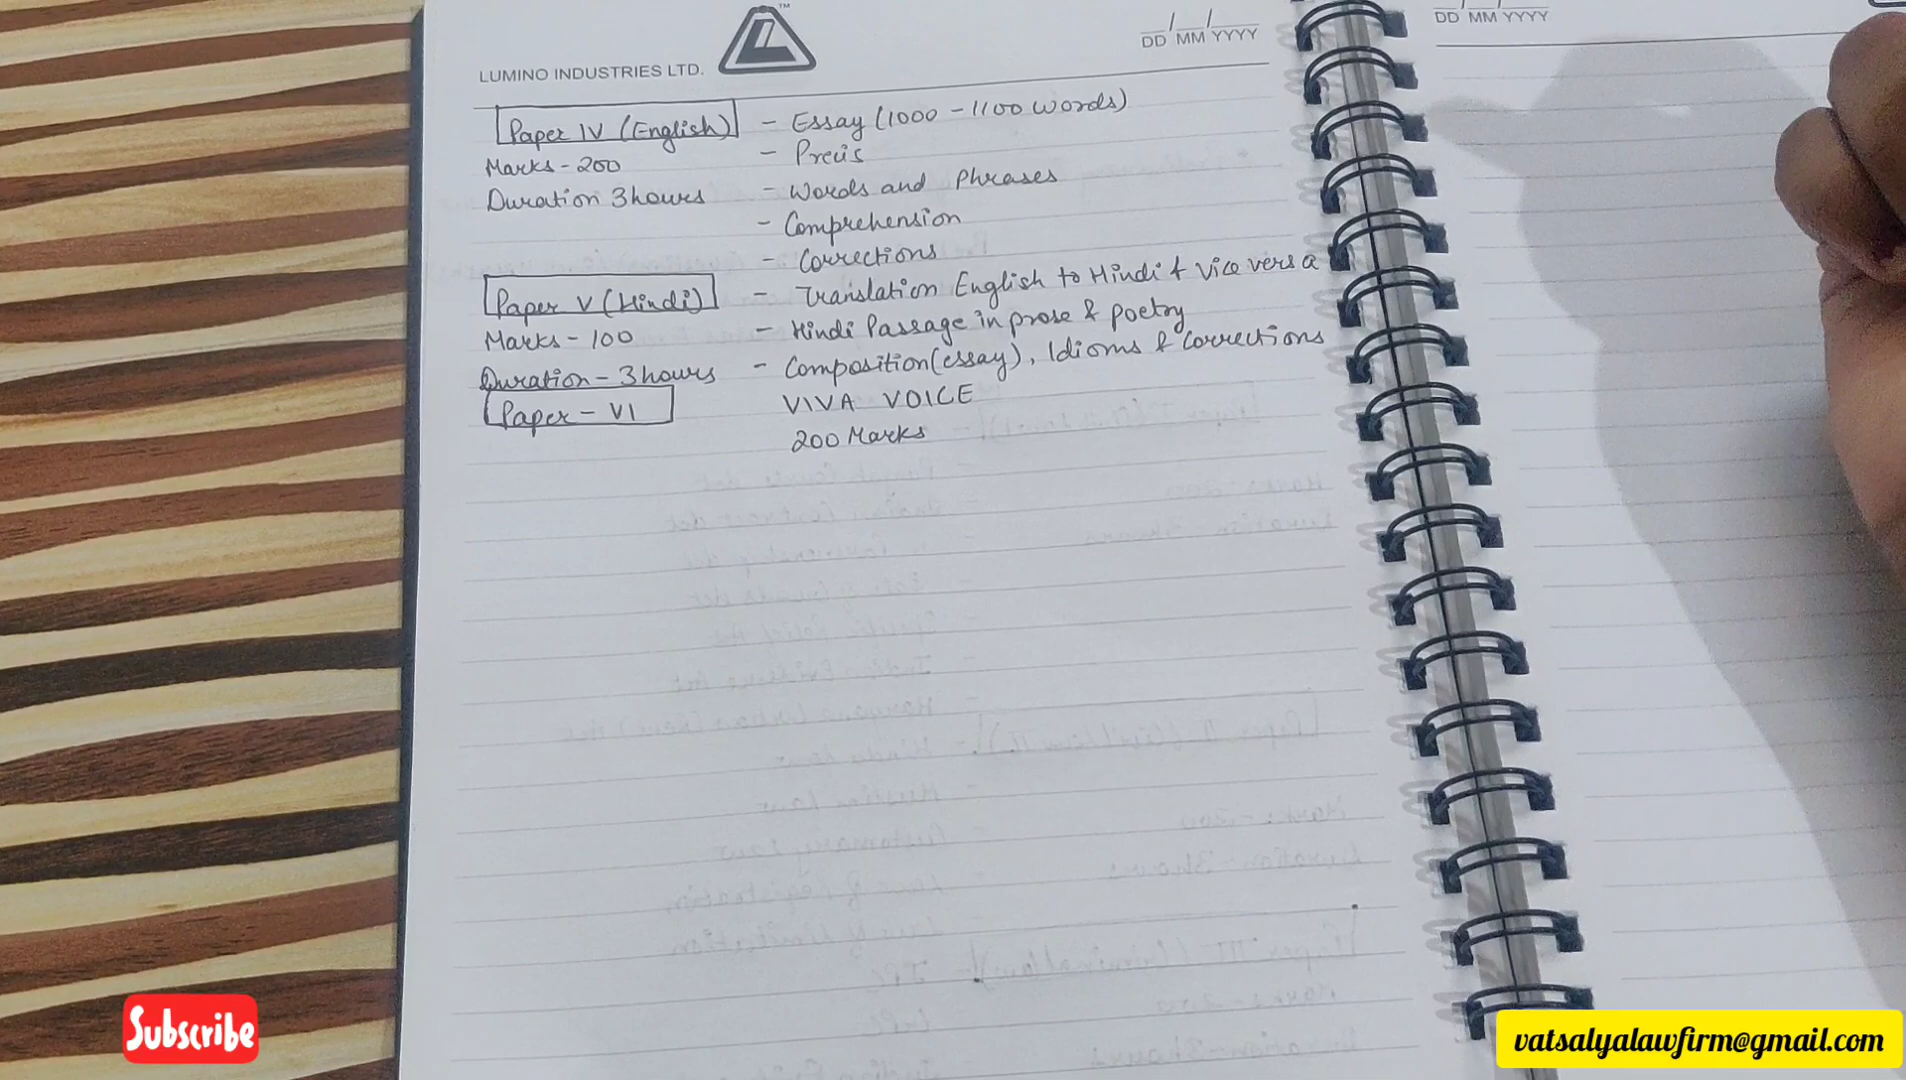 LUMINO INDUSTRIES LTD.
TM
DD MM YYYY
DD MM YYYY
Paper IV (English) - Essay (1000 - 1100 words)
Marks - 200 - Precis
Duration 3 hours - Words and Phrases
- Comprehension
- Corrections
Paper V (Hindi) - Translation English to Hindi & Vice versa
Marks - 100 - Hindi Passage in prose & poetry
Duration - 3 hours - Composition (essay), Idioms & Corrections
Paper - VI VIVA VOICE
200 Marks
Subscribe
vatsalyalawfirm@gmail.com